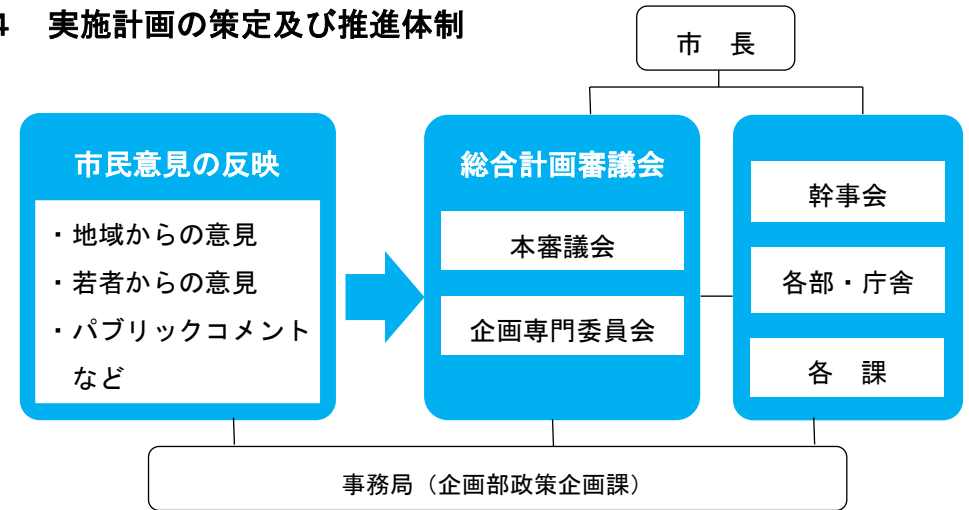 4 実施計画の策定及び推進体制
市 長
市民意見の反映
・地域からの意見
・若者からの意見
・パブリックコメント
など
総合計画審議会
本審議会
企画専門委員会
幹事会
各部・庁舎
各 課
事務局（企画部政策企画課）